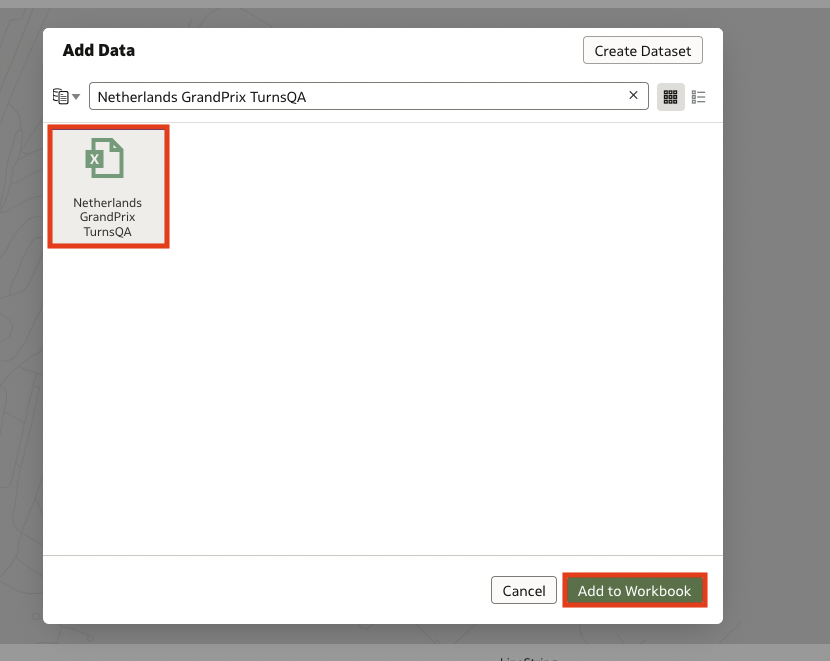 Add Data
Create Dataset
Netherlands GrandPrix TurnsQA
X
Netherlands
GrandPrix
TurnsQA
Cancel
Add to Workbook